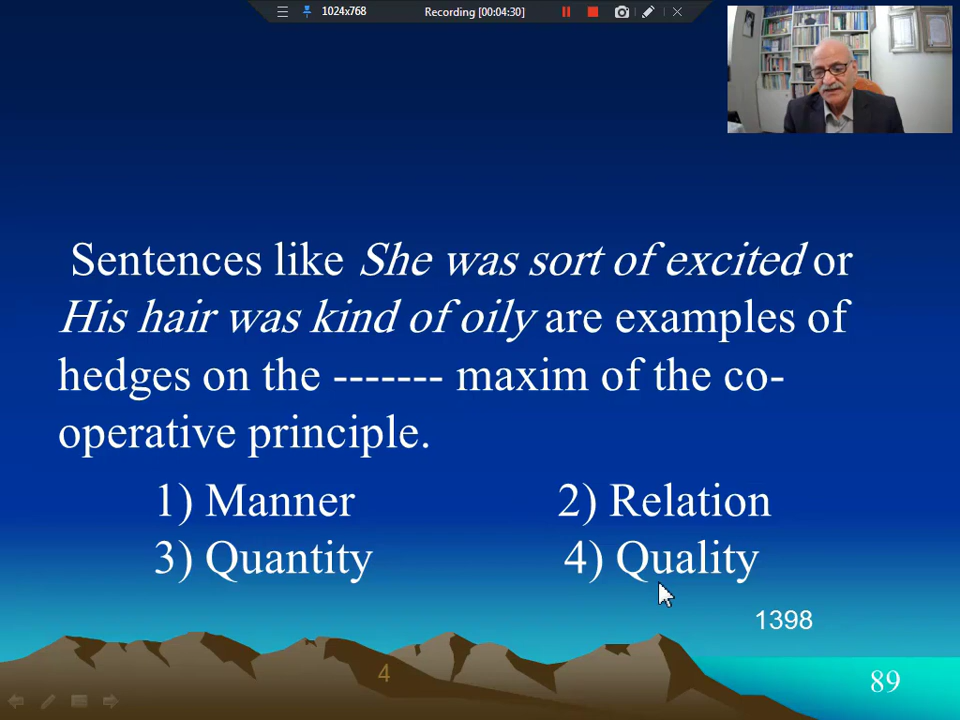 1024x768 Recording [00:04:30]
Sentences like She was sort of excited or
His hair was kind of oily are examples of
hedges on the ------- maxim of the co-
operative principle.
1) Manner 2) Relation
3) Quantity 4) Quality
1398
4
89